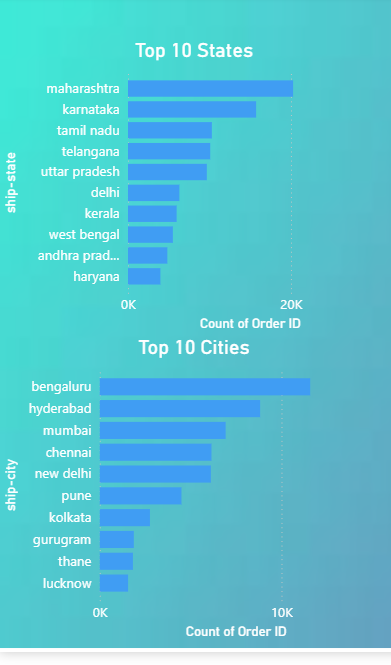 Top 10 States
maharashtra
karnataka
tamil nadu
telangana
uttar pradesh
delhi
kerala
west bengal
andhra prad...
haryana
ship-state
0K 20K
Count of Order ID
Top 10 Cities
bengaluru
hyderabad
mumbai
chennai
new delhi
pune
kolkata
gurugram
thane
lucknow
ship-city
0K 10K
Count of Order ID